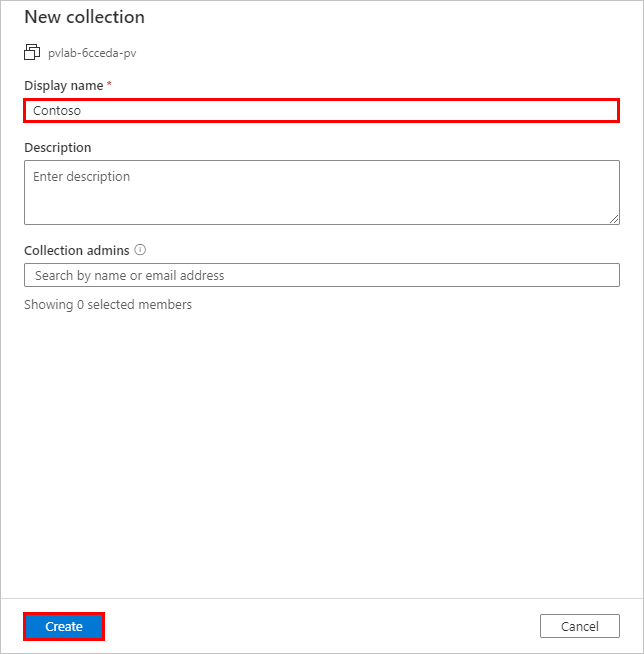 New collection
pvlab-6cceda-pv
Display name *
Contoso
Description
Enter description
Collection admins
Search by name or email address
Showing 0 selected members
Create
Cancel